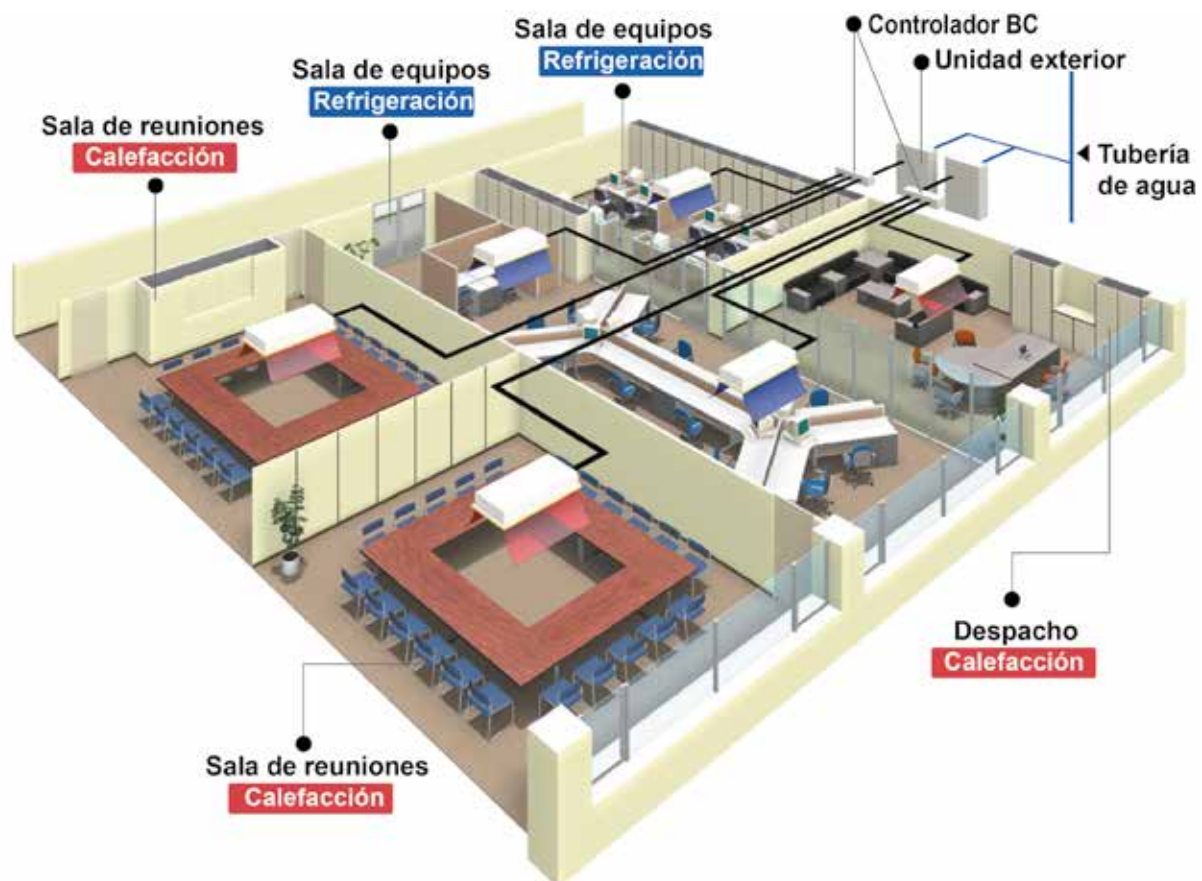 Controlador BC
Sala de equipos
Refrigeración
Unidad exterior
Sala de equipos
Refrigeración
Sala de reuniones
Calefacción
Tubería
de agua
Despacho
Calefacción
Sala de reuniones
Calefacción